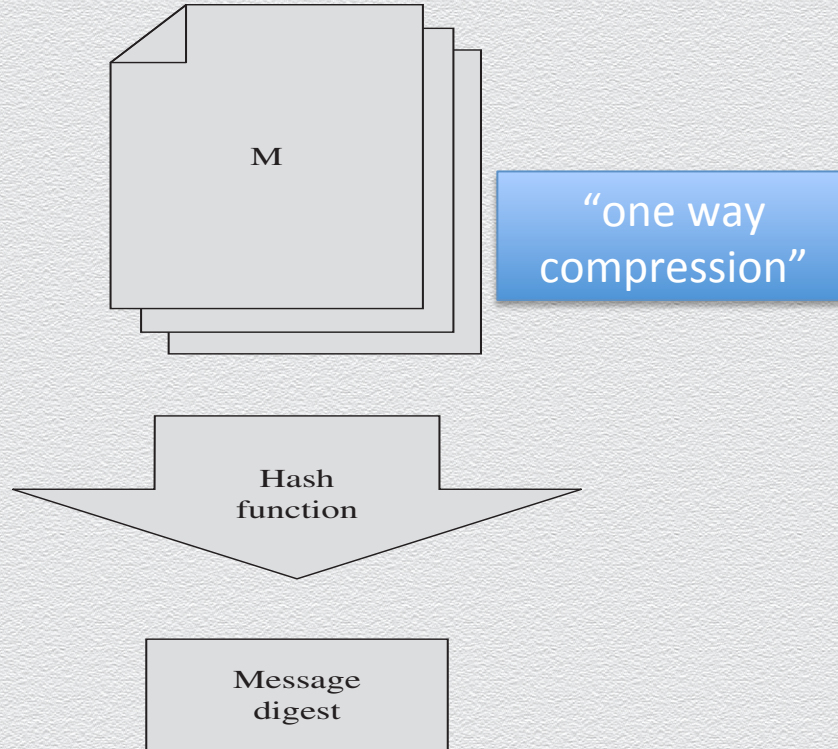 M
“one way
compression”
Hash
function
Message
digest